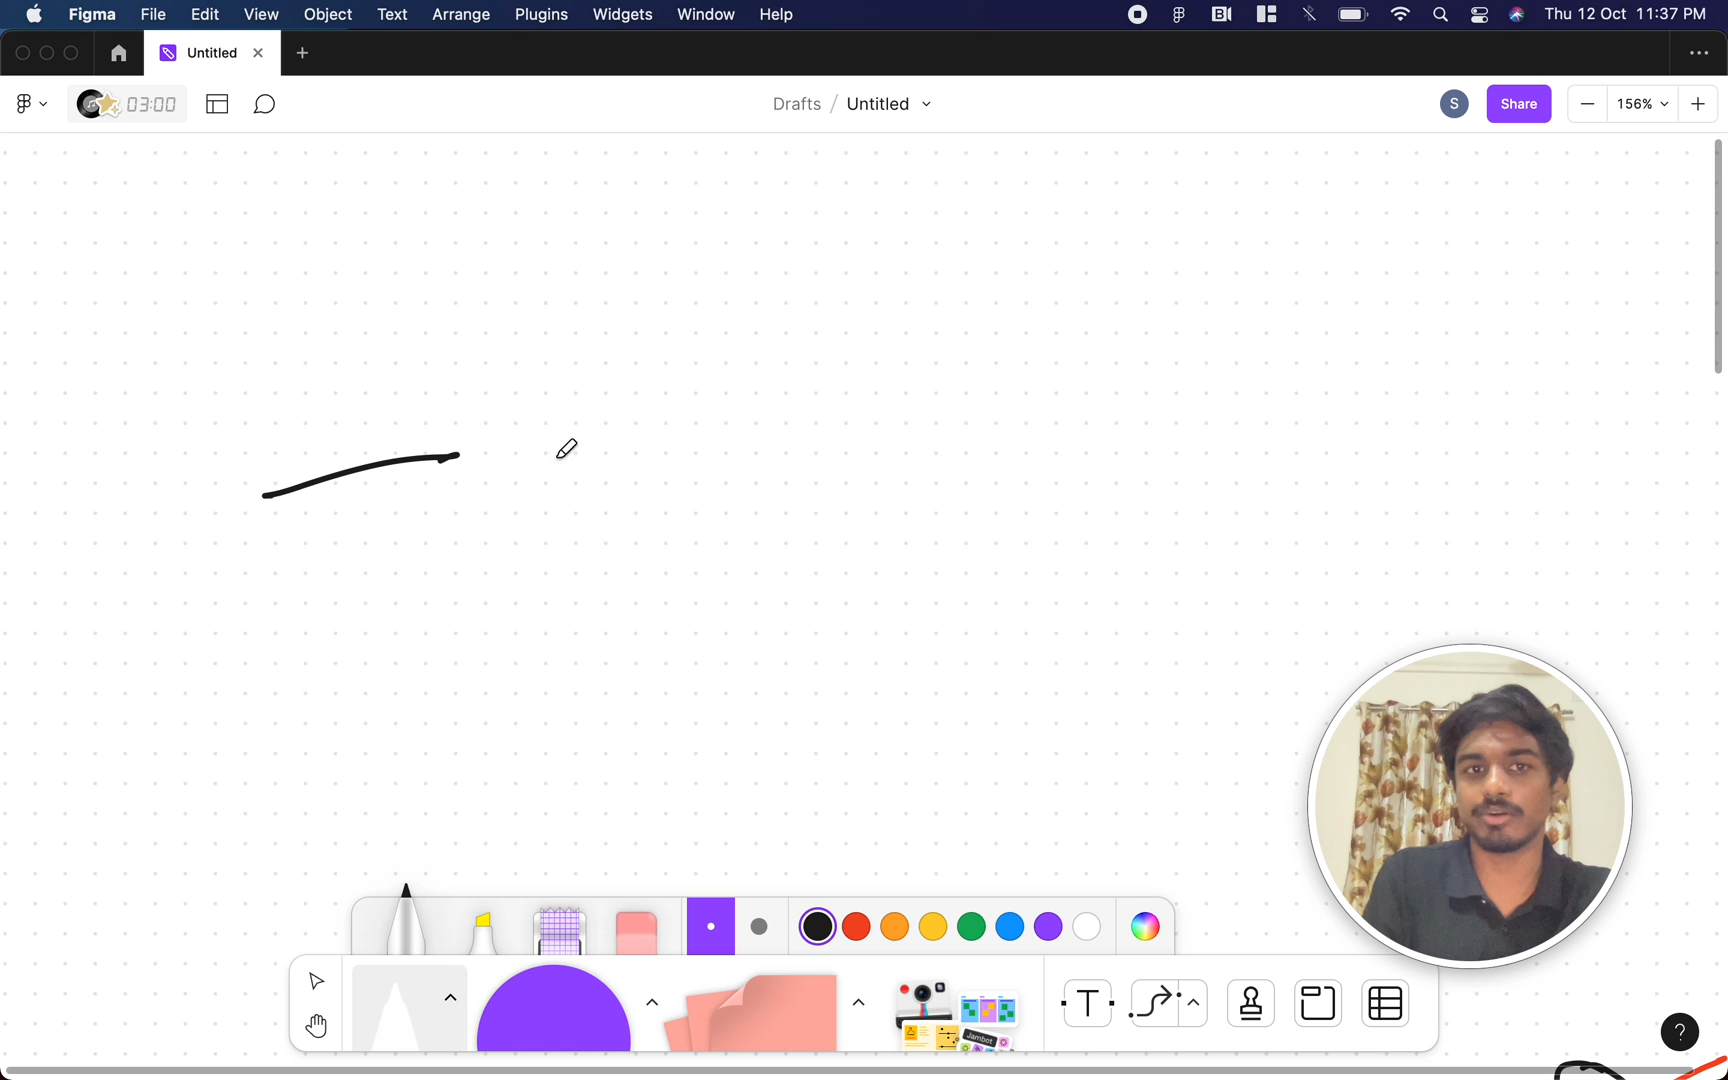 Figma File Edit View Object Text Arrange Plugins Widgets Window Help Thu 12 Oct 11:37 PM
Untitled
03:00 Drafts / Untitled S Share 156%
T
Jambot
?